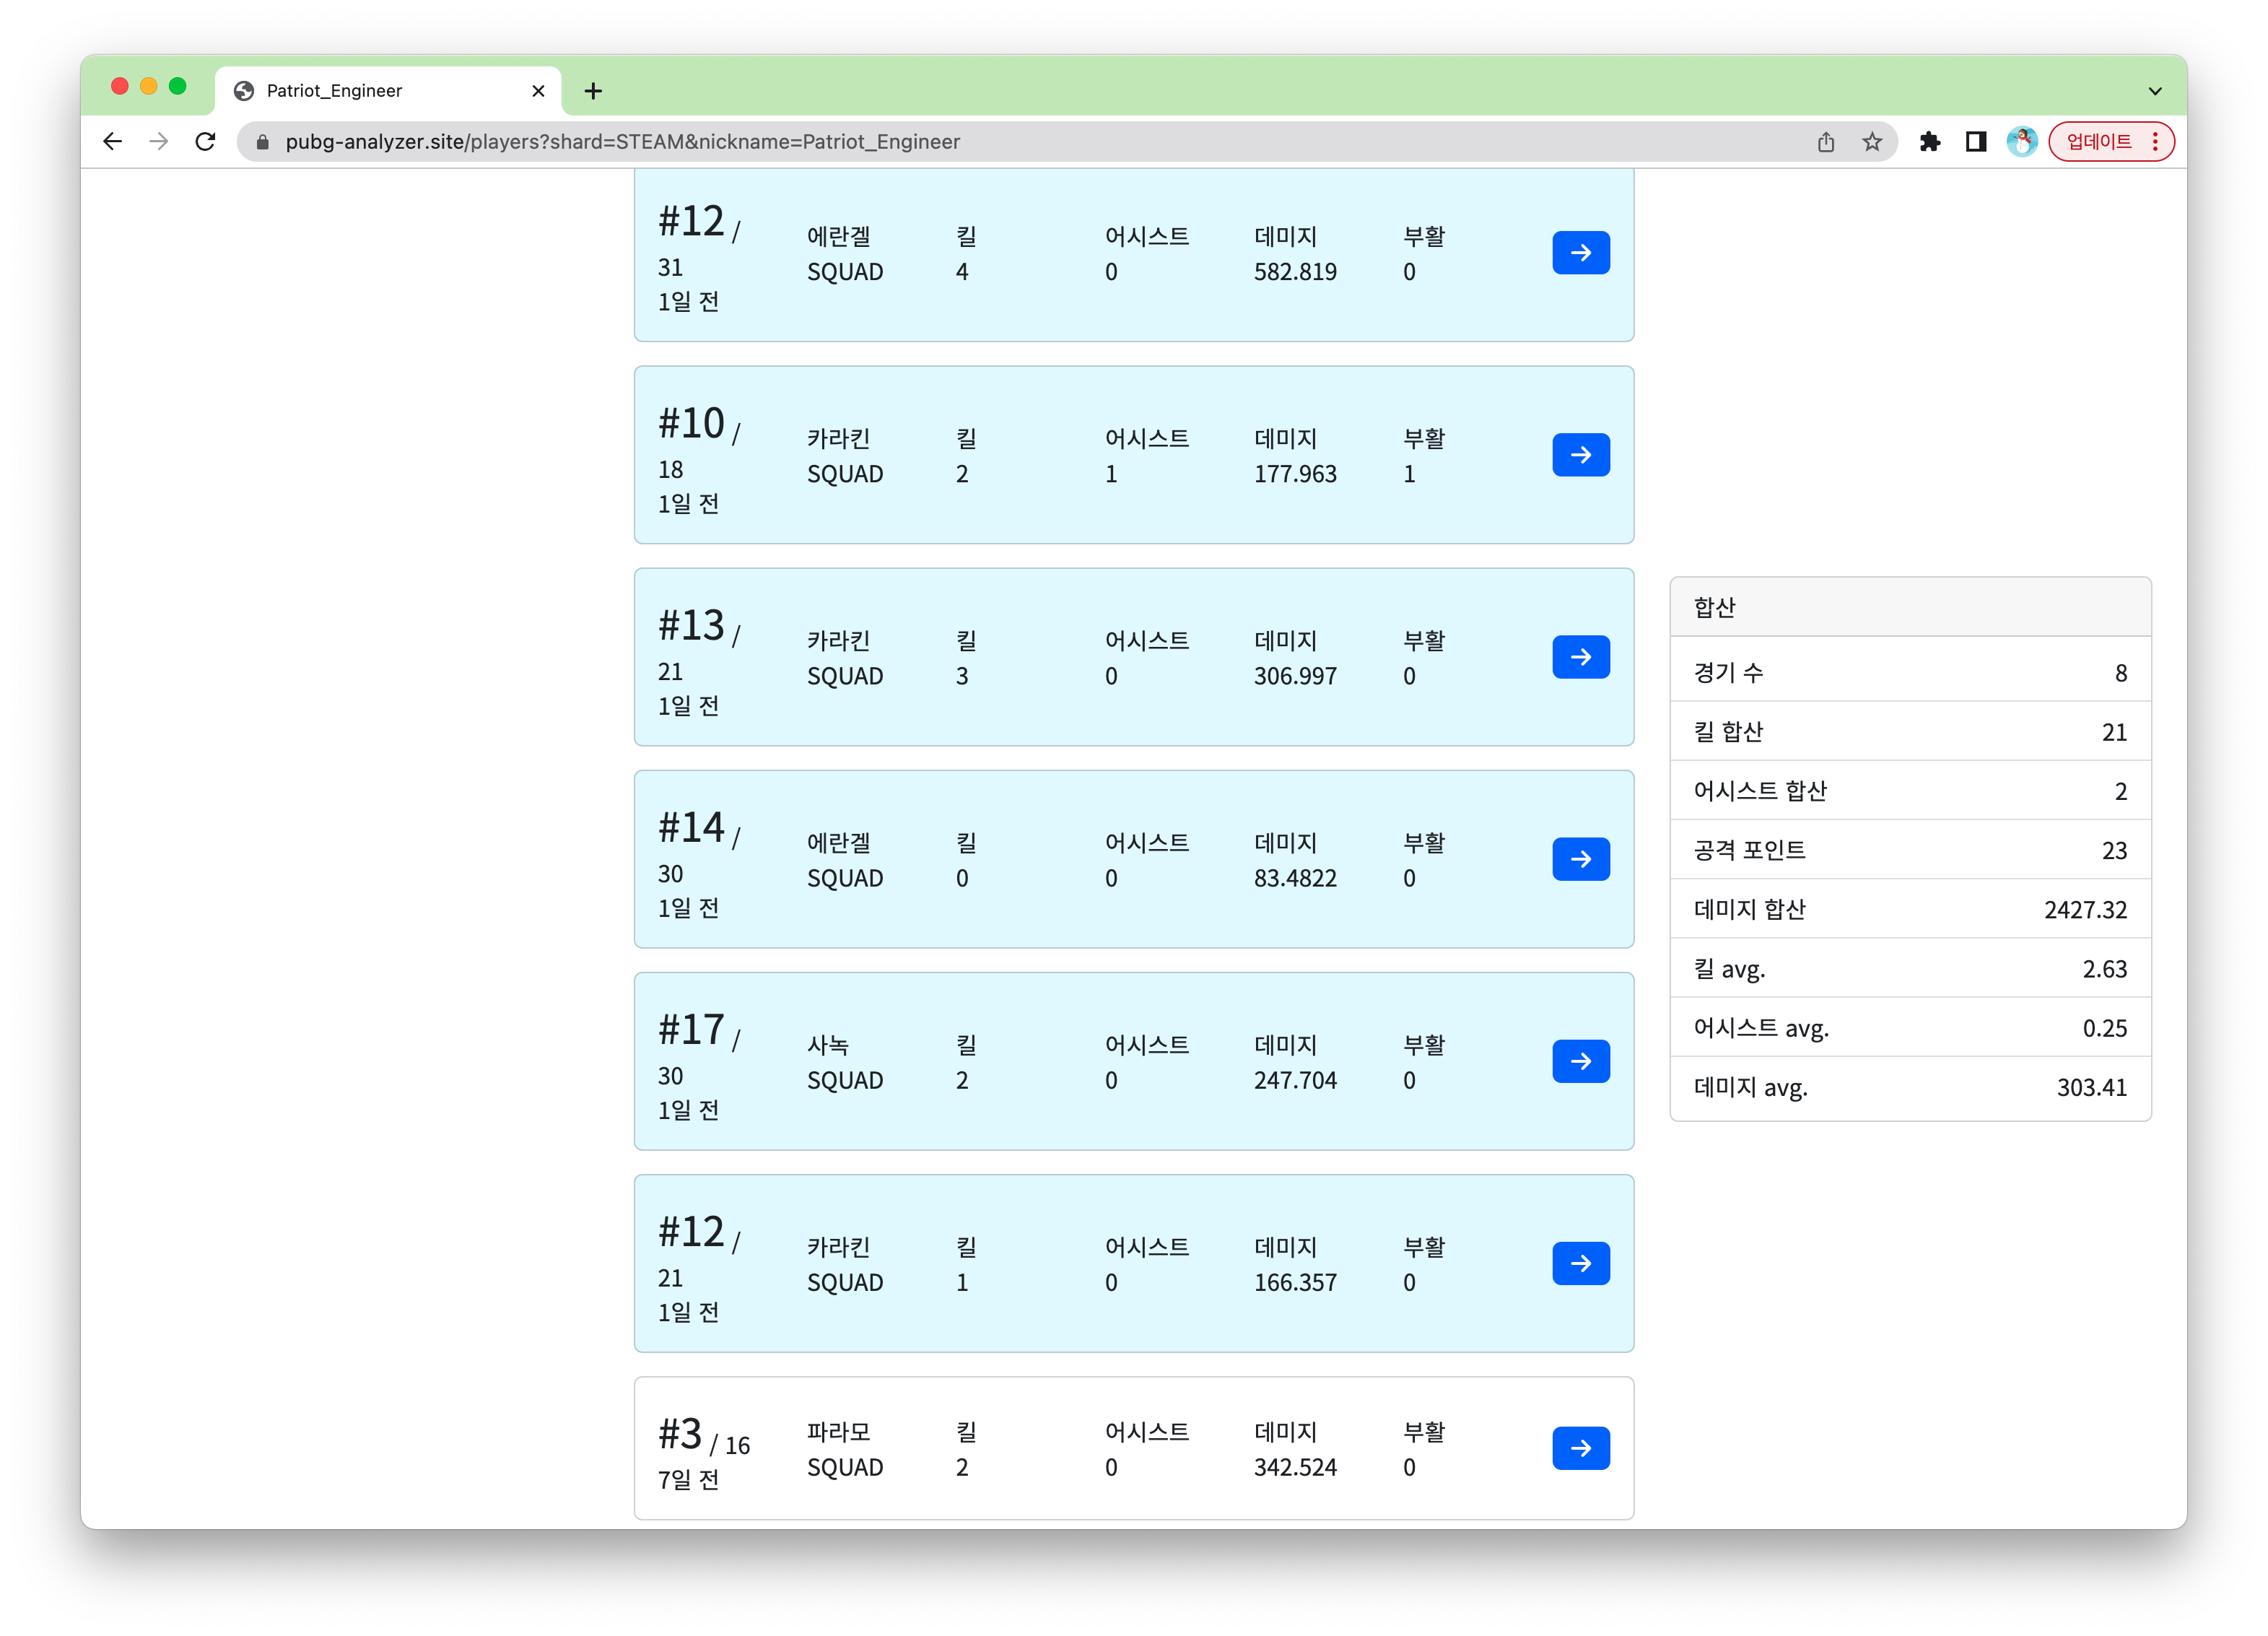 Patriot_Engineer
pubg-analyzer.site/players?shard=STEAM&nickname=Patriot_Engineer
업데이트
#12 /
31
1일 전
에란겔
SQUAD
킬
4
어시스트
0
데미지
582.819
부활
0
#10 /
18
1일 전
카라킨
SQUAD
킬
2
어시스트
1
데미지
177.963
부활
1
#13 /
21
1일 전
카라킨
SQUAD
킬
3
어시스트
0
데미지
306.997
부활
0
#14 /
30
1일 전
에란겔
SQUAD
킬
0
어시스트
0
데미지
83.4822
부활
0
#17 /
30
1일 전
사녹
SQUAD
킬
2
어시스트
0
데미지
247.704
부활
0
#12 /
21
1일 전
카라킨
SQUAD
킬
1
어시스트
0
데미지
166.357
부활
0
#3 / 16
7일 전
파라모
SQUAD
킬
2
어시스트
0
데미지
342.524
부활
0
합산
경기 수 8
킬 합산 21
어시스트 합산 2
공격 포인트 23
데미지 합산 2427.32
킬 avg. 2.63
어시스트 avg. 0.25
데미지 avg. 303.41